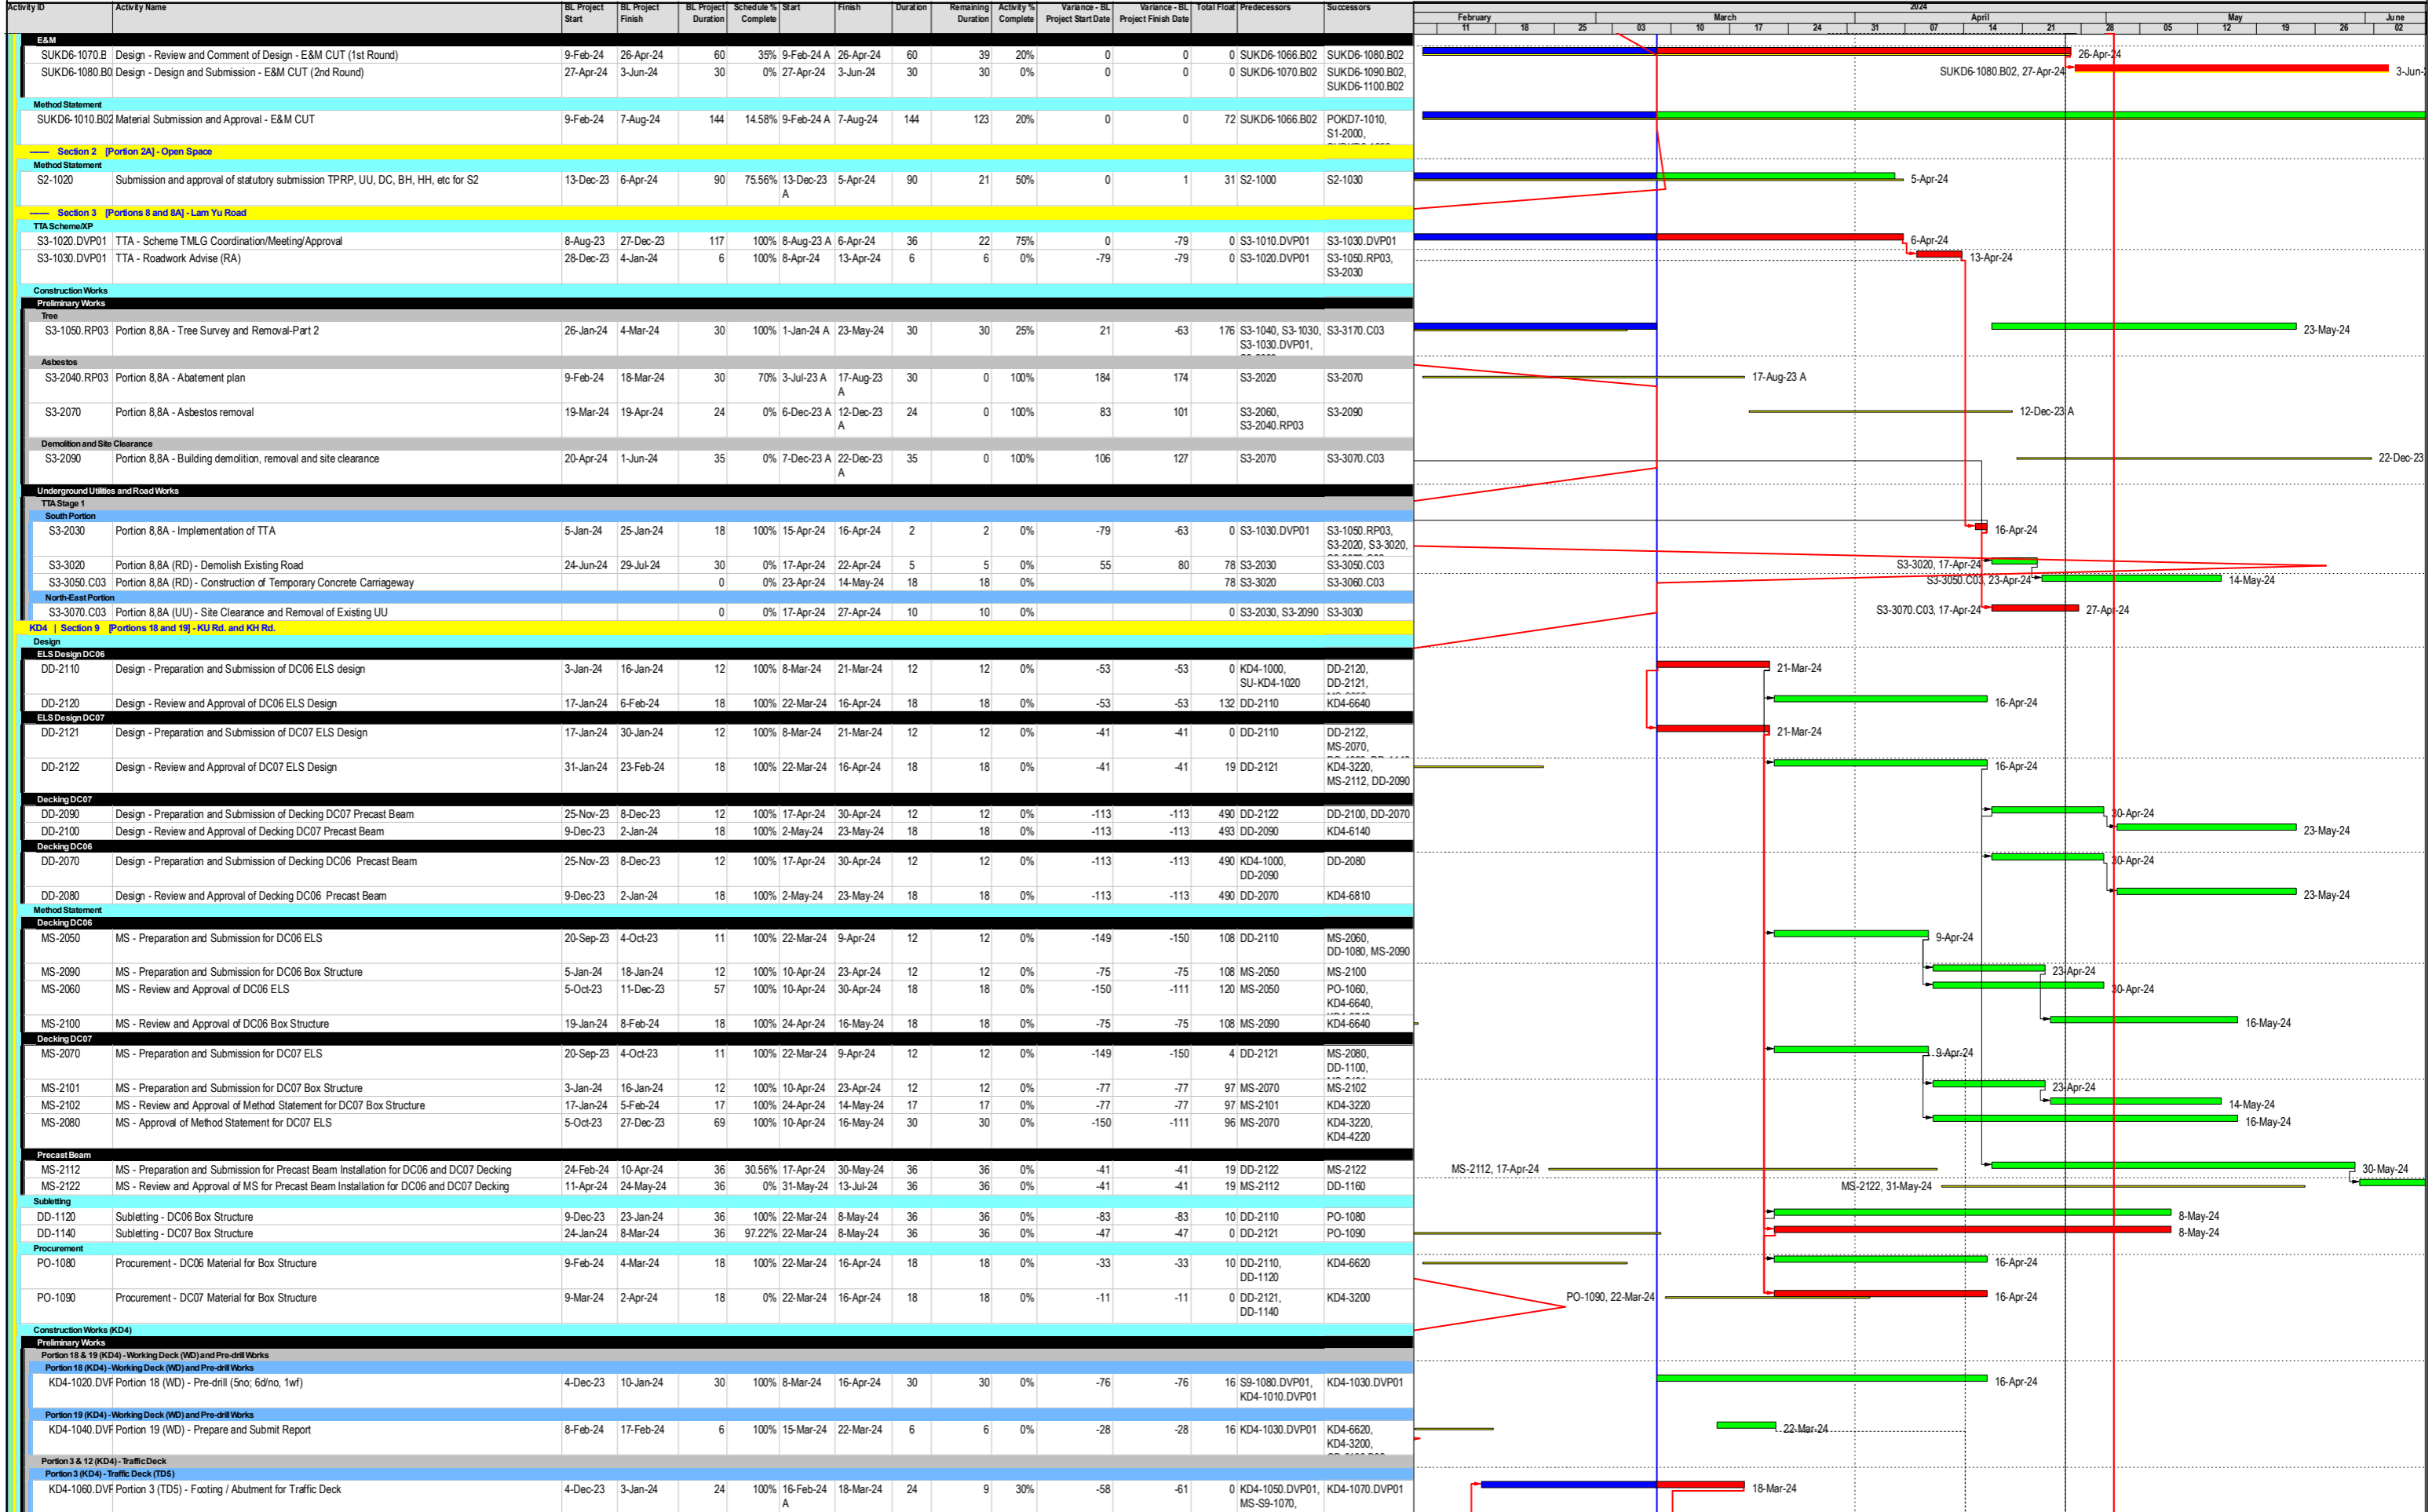 Activity ID Activity Name BL Project Start BL Project Finish BL Project Duration Schedule % Complete Start Finish Duration Remaining Duration Activity % Complete Variance - BL Project Start Date Variance - BL Project Finish Date Total Float Predecessors Successors
2024
February March April May June
11 18 25 03 10 17 24 31 07 14 21 28 05 12 19 26 02
E&M
SUKD6-1070.B Design - Review and Comment of Design - E&M CUT (1st Round) 9-Feb-24 26-Apr-24 60 35% 9-Feb-24 A 26-Apr-24 60 39 20% 0 0 0 SUKD6-1066.B02 SUKD6-1080.B02 26-Apr-24
SUKD6-1080.B0 Design - Design and Submission - E&M CUT (2nd Round) 27-Apr-24 3-Jun-24 30 0% 27-Apr-24 3-Jun-24 30 30 0% 0 0 0 SUKD6-1070.B02 SUKD6-1090.B02, SUKD6-1100.B02 SUKD6-1080.B02, 27-Apr-24 3-Jun-
Method Statement
SUKD6-1010.B02 Material Submission and Approval - E&M CUT 9-Feb-24 7-Aug-24 144 14.58% 9-Feb-24 A 7-Aug-24 144 123 20% 0 0 72 SUKD6-1066.B02 POKD7-1010, S1-2000,
Section 2 [Portion 2A] - Open Space
Method Statement
S2-1020 Submission and approval of statutory submission TPRP, UU, DC, BH, HH, etc for S2 13-Dec-23 6-Apr-24 90 75.56% 13-Dec-23 A 5-Apr-24 90 21 50% 0 1 31 S2-1000 S2-1030 5-Apr-24
Section 3 [Portions 8 and 8A] - Lam Yu Road
TTA Scheme/XP
S3-1020.DVP01 TTA - Scheme TMLG Coordination/Meeting/Approval 8-Aug-23 27-Dec-23 117 100% 8-Aug-23 A 6-Apr-24 36 22 75% 0 -79 0 S3-1010.DVP01 S3-1030.DVP01 6-Apr-24
S3-1030.DVP01 TTA - Roadwork Advise (RA) 28-Dec-23 4-Jan-24 6 100% 8-Apr-24 13-Apr-24 6 6 0% -79 -79 0 S3-1020.DVP01 S3-1050.RP03, S3-2030 13-Apr-24
Construction Works
Preliminary Works
Tree
S3-1050.RP03 Portion 8,8A - Tree Survey and Removal-Part 2 26-Jan-24 4-Mar-24 30 100% 1-Jan-24 A 23-May-24 30 30 25% 21 -63 176 S3-1040, S3-1030, S3-1030.DVP01, S3-3170.C03 23-May-24
Asbestos
S3-2040.RP03 Portion 8,8A - Abatement plan 9-Feb-24 18-Mar-24 30 70% 3-Jul-23 A 17-Aug-23 A 30 0 100% 184 174 S3-2020 S3-2070 17-Aug-23 A
S3-2070 Portion 8,8A - Asbestos removal 19-Mar-24 19-Apr-24 24 0% 6-Dec-23 A 12-Dec-23 A 24 0 100% 83 101 S3-2060, S3-2040.RP03 S3-2090 12-Dec-23 A
Demolition and Site Clearance
S3-2090 Portion 8,8A - Building demolition, removal and site clearance 20-Apr-24 1-Jun-24 35 0% 7-Dec-23 A 22-Dec-23 A 35 0 100% 106 127 S3-2070 S3-3070.C03 22-Dec-23
Underground Utilities and Road Works
TTA Stage 1
South Portion
S3-2030 Portion 8,8A - Implementation of TTA 5-Jan-24 25-Jan-24 18 100% 15-Apr-24 16-Apr-24 2 2 0% -79 -63 0 S3-1030.DVP01 S3-1050.RP03, S3-2020, S3-3020, 16-Apr-24
S3-3020 Portion 8,8A (RD) - Demolish Existing Road 24-Jun-24 29-Jul-24 30 0% 17-Apr-24 22-Apr-24 5 5 0% 55 80 78 S3-2030 S3-3050.C03 S3-3020, 17-Apr-24
S3-3050.C03 Portion 8,8A (RD) - Construction of Temporary Concrete Carriageway 0 0% 23-Apr-24 14-May-24 18 18 0% 78 S3-3020 S3-3060.C03 S3-3050.C03, 23-Apr-24 14-May-24
North-East Portion
S3-3070.C03 Portion 8,8A (UU) - Site Clearance and Removal of Existing UU 0 0% 17-Apr-24 27-Apr-24 10 10 0% 0 S3-2030, S3-2090 S3-3030 S3-3070.C03, 17-Apr-24 27-Apr-24
KD4 | Section 9 [Portions 18 and 19] - KU Rd. and KH Rd.
Design
ELS Design DC06
DD-2110 Design - Preparation and Submission of DC06 ELS design 3-Jan-24 16-Jan-24 12 100% 8-Mar-24 21-Mar-24 12 12 0% -53 -53 0 KD4-1000, SU-KD4-1020 DD-2120, DD-2121, 21-Mar-24
DD-2120 Design - Review and Approval of DC06 ELS Design 17-Jan-24 6-Feb-24 18 100% 22-Mar-24 16-Apr-24 18 18 0% -53 -53 132 DD-2110 KD4-6640 16-Apr-24
ELS Design DC07
DD-2121 Design - Preparation and Submission of DC07 ELS Design 17-Jan-24 30-Jan-24 12 100% 8-Mar-24 21-Mar-24 12 12 0% -41 -41 0 DD-2110 DD-2122, MS-2070, 21-Mar-24
DD-2122 Design - Review and Approval of DC07 ELS Design 31-Jan-24 23-Feb-24 18 100% 22-Mar-24 16-Apr-24 18 18 0% -41 -41 19 DD-2121 KD4-3220, MS-2112, DD-2090 16-Apr-24
Decking DC07
DD-2090 Design - Preparation and Submission of Decking DC07 Precast Beam 25-Nov-23 8-Dec-23 12 100% 17-Apr-24 30-Apr-24 12 12 0% -113 -113 490 DD-2122 DD-2100, DD-2070 30-Apr-24
DD-2100 Design - Review and Approval of Decking DC07 Precast Beam 9-Dec-23 2-Jan-24 18 100% 2-May-24 23-May-24 18 18 0% -113 -113 493 DD-2090 KD4-6140 23-May-24
Decking DC06
DD-2070 Design - Preparation and Submission of Decking DC06 Precast Beam 25-Nov-23 8-Dec-23 12 100% 17-Apr-24 30-Apr-24 12 12 0% -113 -113 490 KD4-1000, DD-2090 DD-2080 30-Apr-24
DD-2080 Design - Review and Approval of Decking DC06 Precast Beam 9-Dec-23 2-Jan-24 18 100% 2-May-24 23-May-24 18 18 0% -113 -113 490 DD-2070 KD4-6810 23-May-24
Method Statement
Decking DC06
MS-2050 MS - Preparation and Submission for DC06 ELS 20-Sep-23 4-Oct-23 11 100% 22-Mar-24 9-Apr-24 12 12 0% -149 -150 108 DD-2110 MS-2060, DD-1080, MS-2090 9-Apr-24
MS-2090 MS - Preparation and Submission for DC06 Box Structure 5-Jan-24 18-Jan-24 12 100% 10-Apr-24 23-Apr-24 12 12 0% -75 -75 108 MS-2050 MS-2100 23-Apr-24
MS-2060 MS - Review and Approval of DC06 ELS 5-Oct-23 11-Dec-23 57 100% 10-Apr-24 30-Apr-24 18 18 0% -150 -111 120 MS-2050 PO-1060, KD4-6640, 30-Apr-24
MS-2100 MS - Review and Approval of DC06 Box Structure 19-Jan-24 8-Feb-24 18 100% 24-Apr-24 16-May-24 18 18 0% -75 -75 108 MS-2090 KD4-6640 16-May-24
Decking DC07
MS-2070 MS - Preparation and Submission for DC07 ELS 20-Sep-23 4-Oct-23 11 100% 22-Mar-24 9-Apr-24 12 12 0% -149 -150 4 DD-2121 MS-2080, DD-1100, 9-Apr-24
MS-2101 MS - Preparation and Submission for DC07 Box Structure 3-Jan-24 16-Jan-24 12 100% 10-Apr-24 23-Apr-24 12 12 0% -77 -77 97 MS-2070 MS-2102 23-Apr-24
MS-2102 MS - Review and Approval of Method Statement for DC07 Box Structure 17-Jan-24 5-Feb-24 17 100% 24-Apr-24 14-May-24 17 17 0% -77 -77 97 MS-2101 KD4-3220 14-May-24
MS-2080 MS - Approval of Method Statement for DC07 ELS 5-Oct-23 27-Dec-23 69 100% 10-Apr-24 16-May-24 30 30 0% -150 -111 96 MS-2070 KD4-3220, KD4-4220 16-May-24
Precast Beam
MS-2112 MS - Preparation and Submission for Precast Beam Installation for DC06 and DC07 Decking 24-Feb-24 10-Apr-24 36 30.56% 17-Apr-24 30-May-24 36 36 0% -41 -41 19 DD-2122 MS-2122 MS-2112, 17-Apr-24 30-May-24
MS-2122 MS - Review and Approval of MS for Precast Beam Installation for DC06 and DC07 Decking 11-Apr-24 24-May-24 36 0% 31-May-24 13-Jul-24 36 36 0% -41 -41 19 MS-2112 DD-1160 MS-2122, 31-May-24
Subletting
DD-1120 Subletting - DC06 Box Structure 9-Dec-23 23-Jan-24 36 100% 22-Mar-24 8-May-24 36 36 0% -83 -83 10 DD-2110 PO-1080 8-May-24
DD-1140 Subletting - DC07 Box Structure 24-Jan-24 8-Mar-24 36 97.22% 22-Mar-24 8-May-24 36 36 0% -47 -47 0 DD-2121 PO-1090 8-May-24
Procurement
PO-1080 Procurement - DC06 Material for Box Structure 9-Feb-24 4-Mar-24 18 100% 22-Mar-24 16-Apr-24 18 18 0% -33 -33 10 DD-2110, DD-1120 KD4-6620 16-Apr-24
PO-1090 Procurement - DC07 Material for Box Structure 9-Mar-24 2-Apr-24 18 0% 22-Mar-24 16-Apr-24 18 18 0% -11 -11 0 DD-2121, DD-1140 KD4-3200 PO-1090, 22-Mar-24 16-Apr-24
Construction Works (KD4)
Preliminary Works
Portion 18 & 19 (KD4) - Working Deck (WD) and Pre-drill Works
Portion 18 (KD4) - Working Deck (WD) and Pre-drill Works
KD4-1020.DVF Portion 18 (WD) - Pre-drill (5no; 6d/no, 1wf) 4-Dec-23 10-Jan-24 30 100% 8-Mar-24 16-Apr-24 30 30 0% -76 -76 16 S9-1080.DVP01, KD4-1010.DVP01 KD4-1030.DVP01 16-Apr-24
Portion 19 (KD4) - Working Deck (WD) and Pre-drill Works
KD4-1040.DVF Portion 19 (WD) - Prepare and Submit Report 8-Feb-24 17-Feb-24 6 100% 15-Mar-24 22-Mar-24 6 6 0% -28 -28 16 KD4-1030.DVP01 KD4-6620, KD4-3200, 22-Mar-24
Portion 3 & 12 (KD4) - Traffic Deck
Portion 3 (KD4) - Traffic Deck (TD5)
KD4-1060.DVF Portion 3 (TD5) - Footing / Abutment for Traffic Deck 4-Dec-23 3-Jan-24 24 100% 16-Feb-24 A 18-Mar-24 24 9 30% -58 -61 0 KD4-1050.DVP01, MS-S9-1070, KD4-1070.DVP01 18-Mar-24